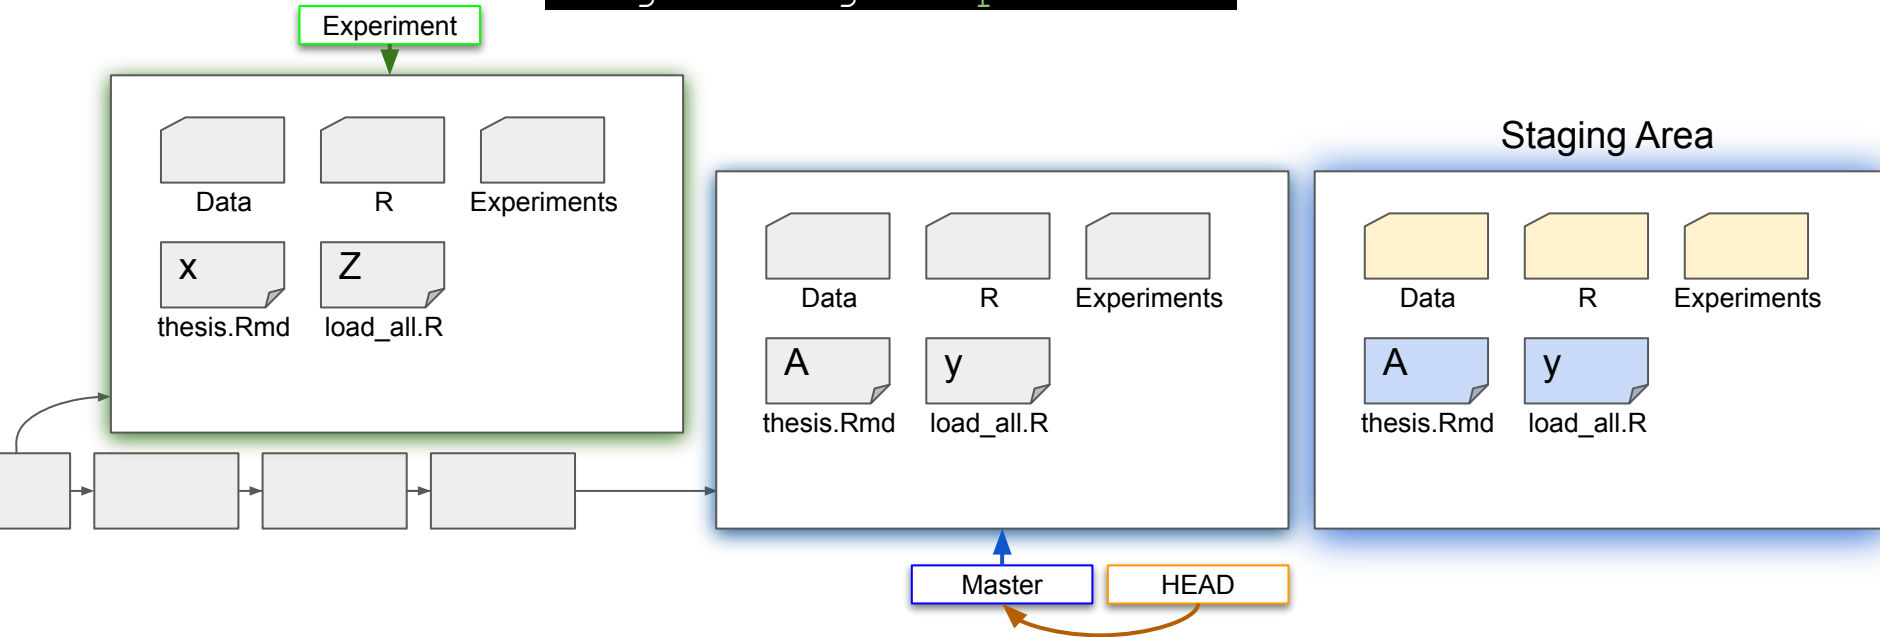 Experiment
Data
R
Experiments
x
Z
thesis.Rmd
load_all.R
Data
R
Experiments
A
y
thesis.Rmd
load_all.R
Master
HEAD
Staging Area
Data
R
Experiments
A
y
thesis.Rmd
load_all.R